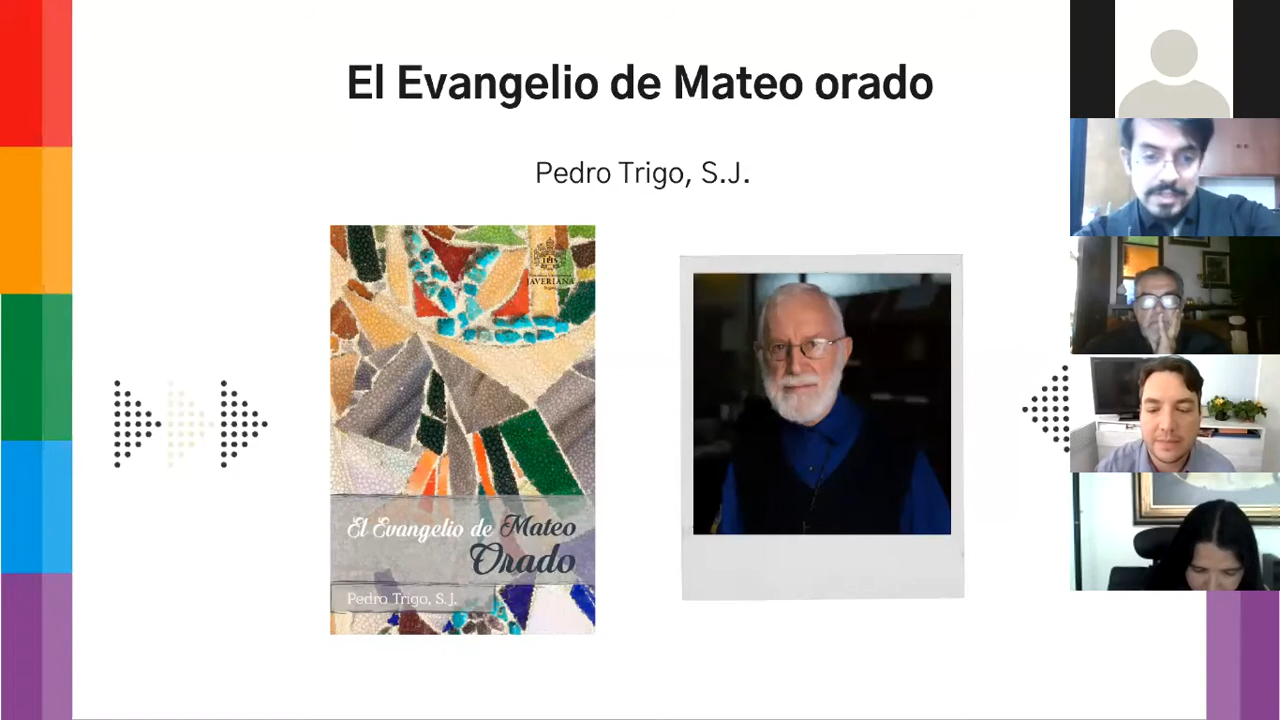 El Evangelio de Mateo orado
Pedro Trigo, S.J.
JAVERIANA
El Evangelio de Mateo
Orado
Pedro Trigo, S.J.